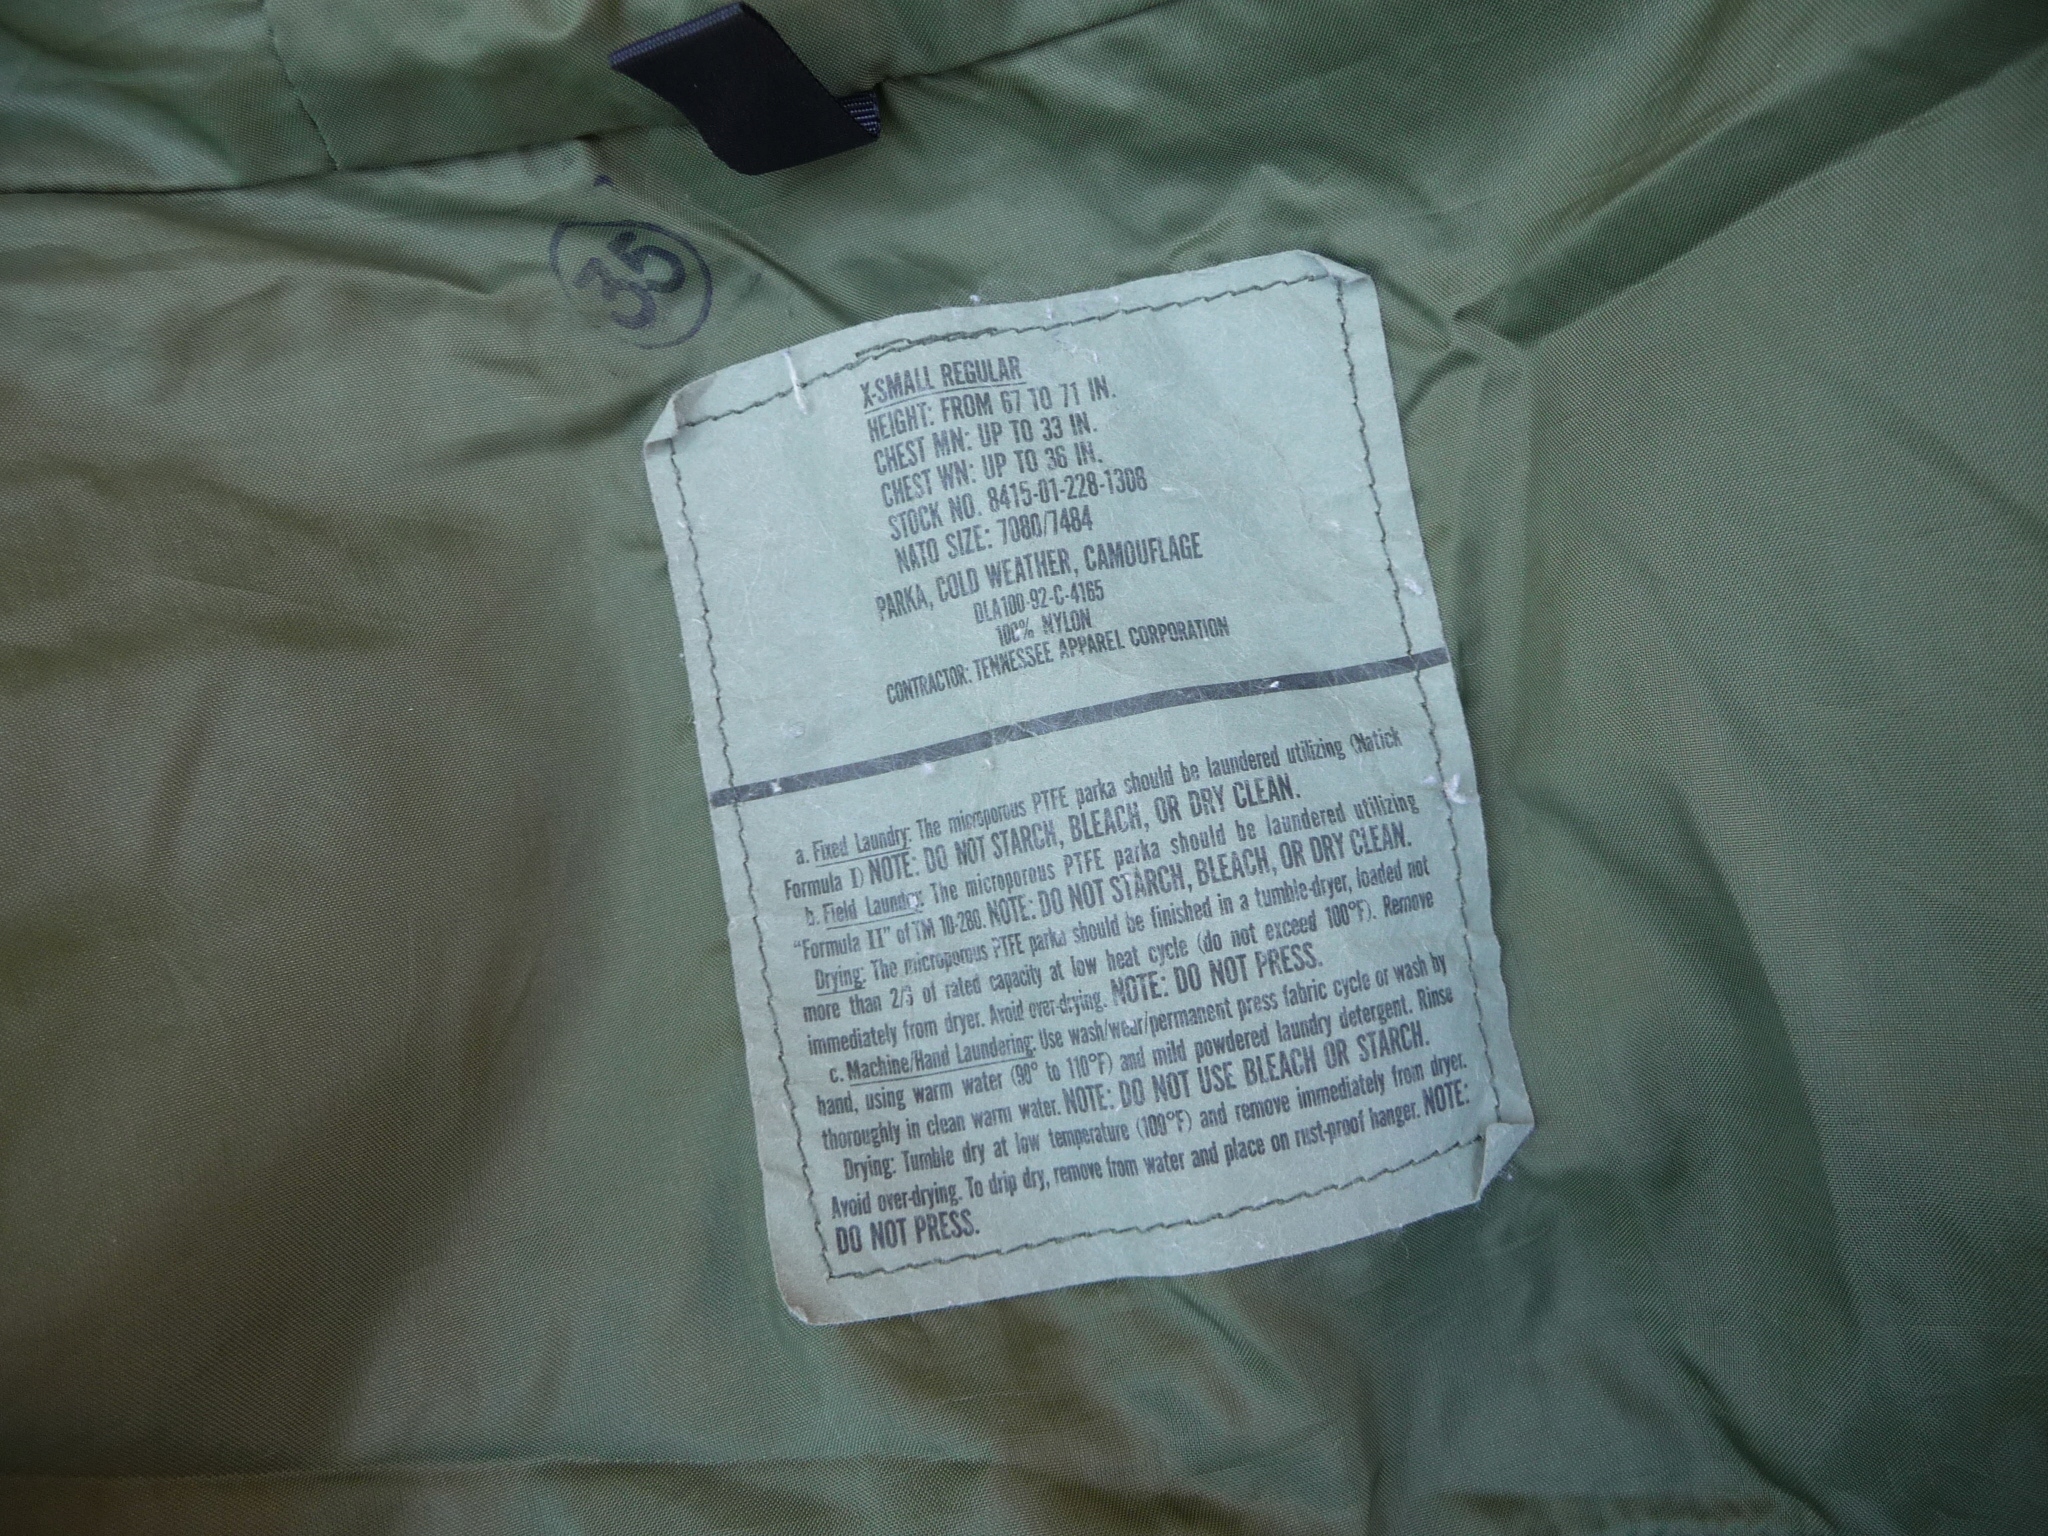 35
X-SMALL REGULAR
HEIGHT: FROM 67 TO 71 IN.
CHEST MN: UP TO 33 IN.
CHEST WN: UP TO 36 IN.
STOCK NO. 8415-01-228-1308
NATO SIZE: 7080/7484
PARKA, COLD WEATHER, CAMOUFLAGE
DLA100-92-C-4165
100% NYLON
CONTRACTOR: TENNESSEE APPAREL CORPORATION
a. Fixed Laundry: The microporous PTFE parka should be laundered utilizing (Natick
Formula I) NOTE: DO NOT STARCH, BLEACH, OR DRY CLEAN.
b. Field Laundry: The microporous PTFE parka should be laundered utilizing
“Formula II” of TM 10-280. NOTE: DO NOT STARCH, BLEACH, OR DRY CLEAN.
Drying: The microporous PTFE parka should be finished in a tumble-dryer, loaded not
more than 2/3 of rated capacity at low heat cycle (do not exceed 100°F). Remove
immediately from dryer. Avoid over-drying. NOTE: DO NOT PRESS.
c. Machine/Hand Laundering: Use wash/wear/permanent press fabric cycle or wash by
hand, using warm water (90° to 110°F) and mild powdered laundry detergent. Rinse
thoroughly in clean warm water. NOTE: DO NOT USE BLEACH OR STARCH.
Drying: Tumble dry at low temperature (100°F) and remove immediately from dryer.
Avoid over-drying. To drip dry, remove from water and place on rust-proof hanger. NOTE:
DO NOT PRESS.